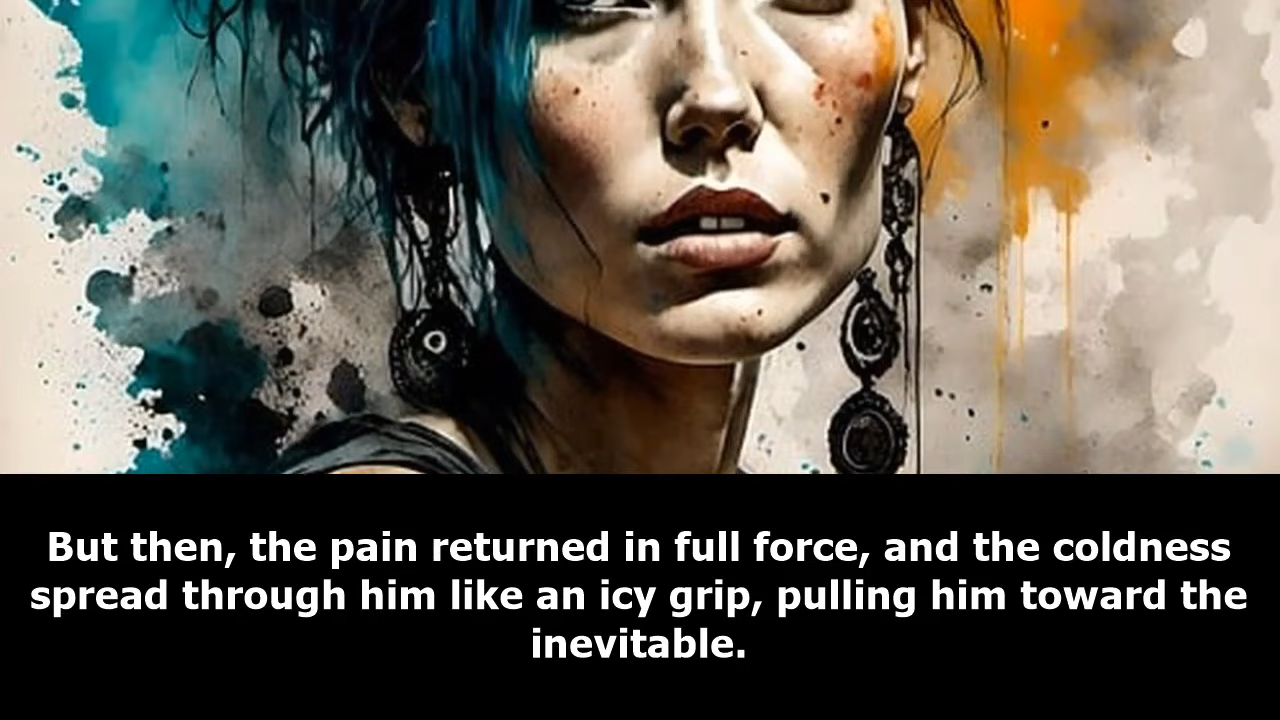 But then, the pain returned in full force, and the coldness
spread through him like an icy grip, pulling him toward the
inevitable.